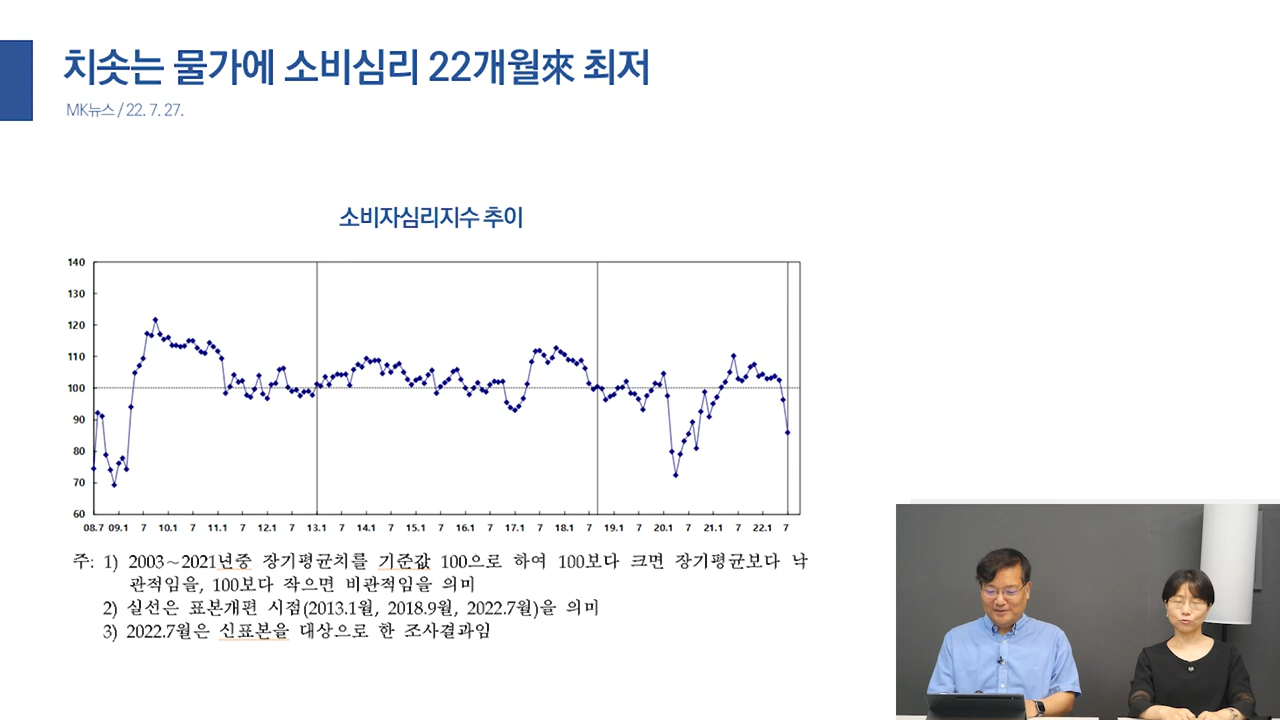 치솟는 물가에 소비심리 22개월來 최저
MK뉴스 / 22. 7. 27.
소비자심리지수 추이
140
130
120
110
100
90
80
70
60
08.7 09.1 7 10.1 7 11.1 7 12.1 7 13.1 7 14.1 7 15.1 7 16.1 7 17.1 7 18.1 7 19.1 7 20.1 7 21.1 7 22.1 7
주: 1) 2003~2021년중 장기평균치를 기준값 100으로 하여 100보다 크면 장기평균보다 낙
관적임을, 100보다 작으면 비관적임을 의미
2) 실선은 표본개편 시점(2013.1월, 2018.9월, 2022.7월)을 의미
3) 2022.7월은 신표본을 대상으로 한 조사결과임